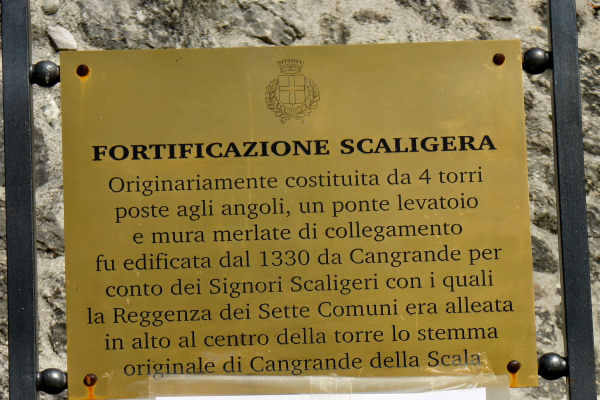 FORTIFICAZIONE SCALIGERA
Originariamente costituita da 4 torri
poste agli angoli, un ponte levatoio
e mura merlate di collegamento
fu edificata dal 1330 da Cangrande per
conto dei Signori Scaligeri con i quali
la Reggenza dei Sette Comuni era alleata
in alto al centro della torre lo stemma
originale di Cangrande della Scala